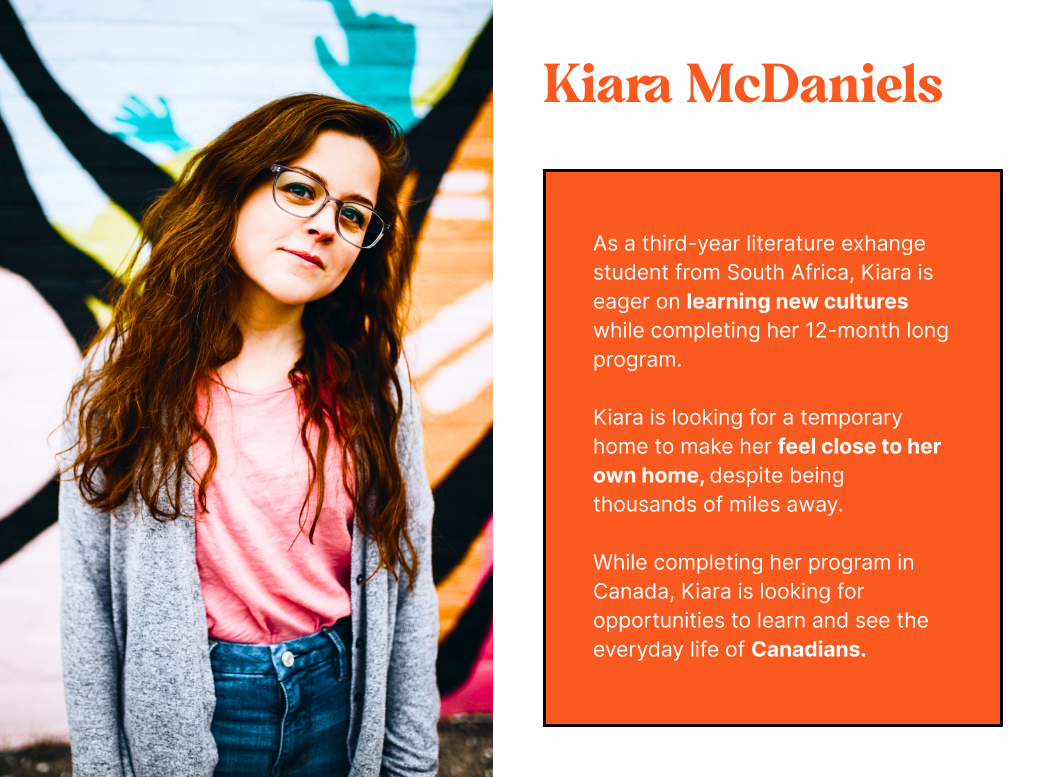 Kiara McDaniels
As a third-year literature exhange
student from South Africa, Kiara is
eager on learning new cultures
while completing her 12-month long
program.
Kiara is looking for a temporary
home to make her feel close to her
own home, despite being
thousands of miles away.
While completing her program in
Canada, Kiara is looking for
opportunities to learn and see the
everyday life of Canadians.